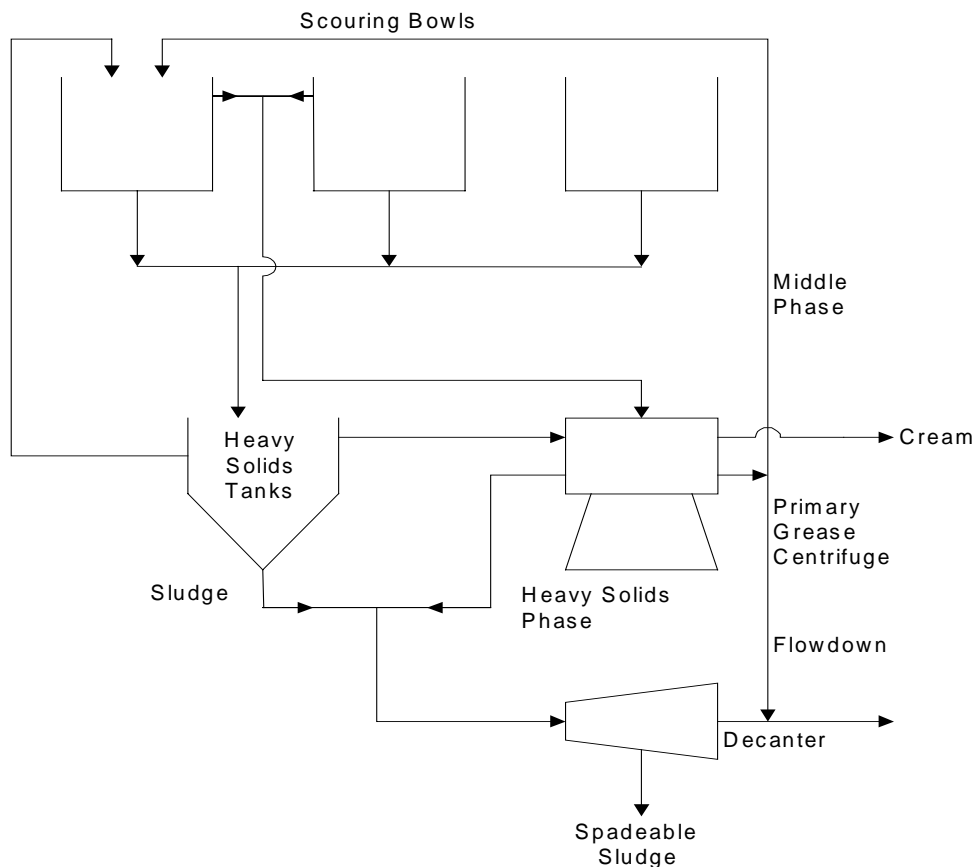 Scouring Bowls
Middle
Phase
Heavy
Solids
Tanks
Cream
Primary
Grease
Centrifuge
Sludge
Heavy Solids
Phase
Flowdown
Decanter
Spadeable
Sludge